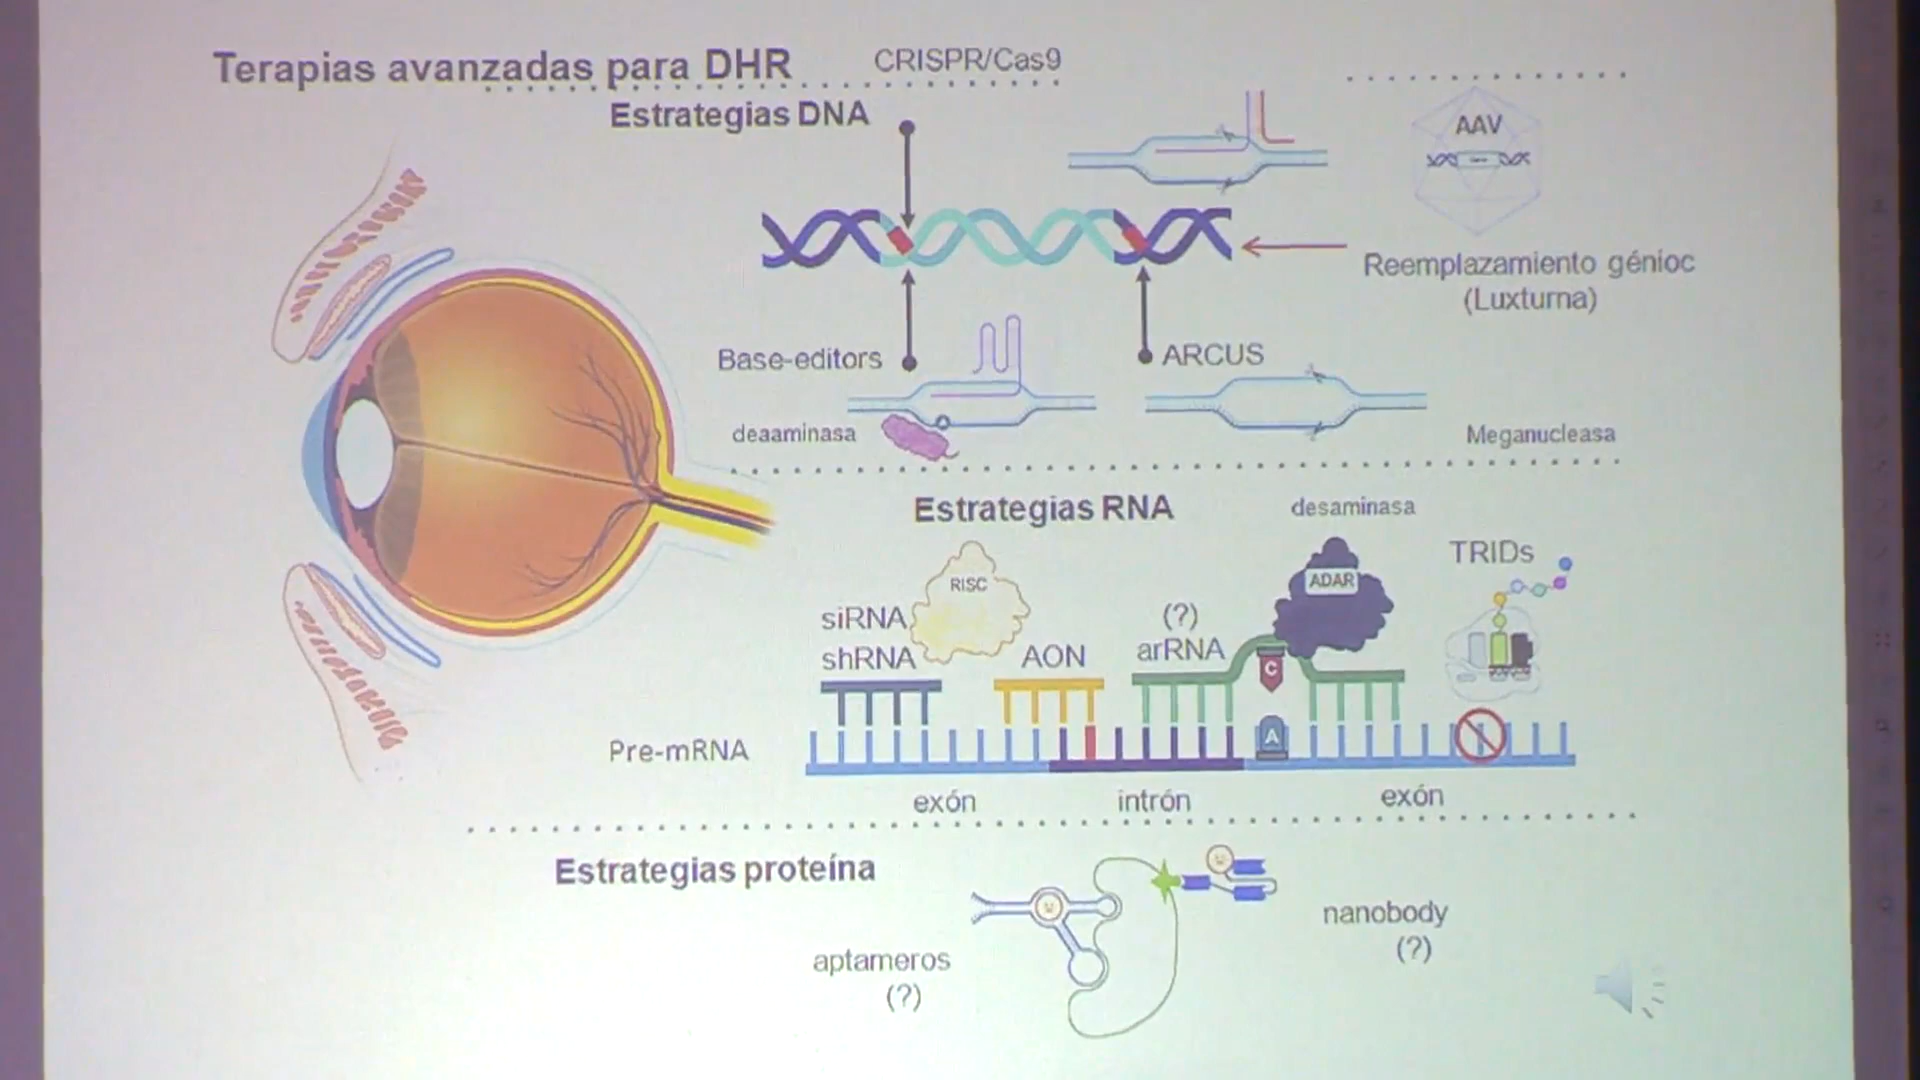 Terapias avanzadas para DHR
CRISPR/Cas9
Estrategias DNA
AAV
Reemplazamiento génioc
(Luxturna)
Base-editors
ARCUS
deaaminasa
Meganucleasa
Estrategias RNA
desaminasa
TRIDs
RISC
ADAR
siRNA
(?)
shRNA
AON
arRNA
C
Pre-mRNA
A
exón
intrón
exón
Estrategias proteína
nanobody
(?)
aptameros
(?)